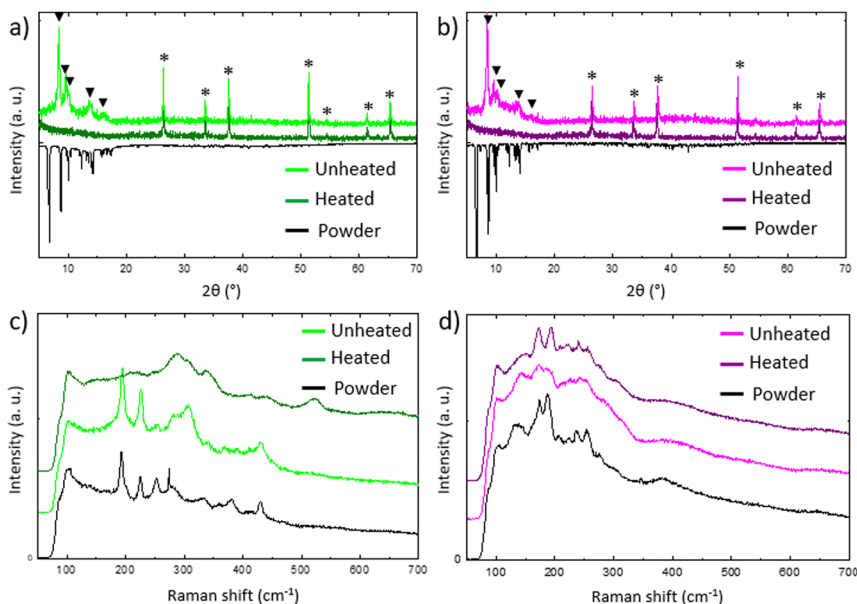 a)
Intensity (a. u.)
* * * * * *
Unheated
Heated
Powder
10 20 30 40 50 60 70
2θ (°)
b)
Intensity (a. u.)
* * * * * *
Unheated
Heated
Powder
10 20 30 40 50 60 70
2θ (°)
c)
Intensity (a. u.)
Unheated
Heated
Powder
0
100 200 300 400 500 600 700
Raman shift (cm⁻¹)
d)
Intensity (a. u.)
Unheated
Heated
Powder
0
100 200 300 400 500 600 700
Raman shift (cm⁻¹)